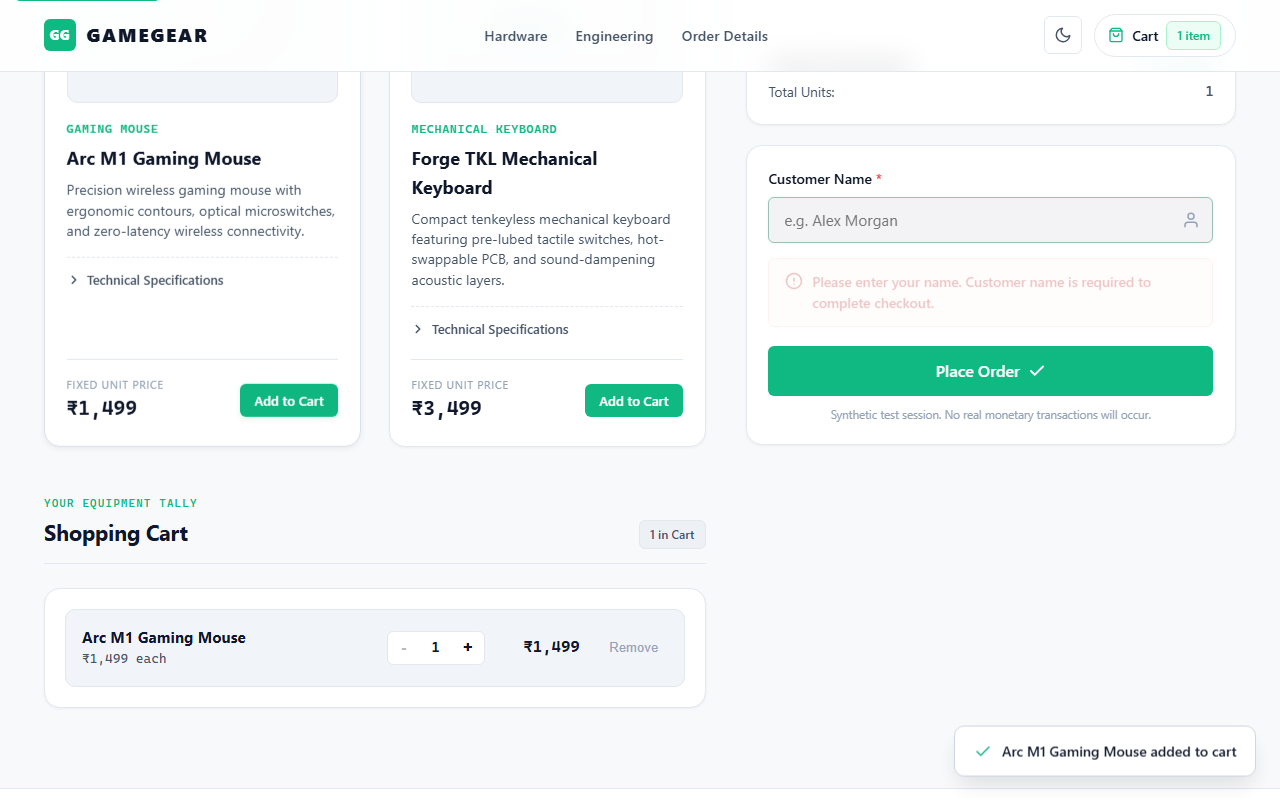 GG GAMEGEAR
Hardware Engineering Order Details
Cart 1 item
GAMING MOUSE
Arc M1 Gaming Mouse
Precision wireless gaming mouse with
ergonomic contours, optical microswitches,
and zero-latency wireless connectivity.
Technical Specifications
FIXED UNIT PRICE
₹1,499
Add to Cart
MECHANICAL KEYBOARD
Forge TKL Mechanical
Keyboard
Compact tenkeyless mechanical keyboard
featuring pre-lubed tactile switches, hot-
swappable PCB, and sound-dampening
acoustic layers.
Technical Specifications
FIXED UNIT PRICE
₹3,499
Add to Cart
Total Units: 1
Customer Name *
e.g. Alex Morgan
Please enter your name. Customer name is required to
complete checkout.
Place Order
Synthetic test session. No real monetary transactions will occur.
YOUR EQUIPMENT TALLY
Shopping Cart
1 in Cart
Arc M1 Gaming Mouse
₹1,499 each
- 1 +
₹1,499
Remove
Arc M1 Gaming Mouse added to cart